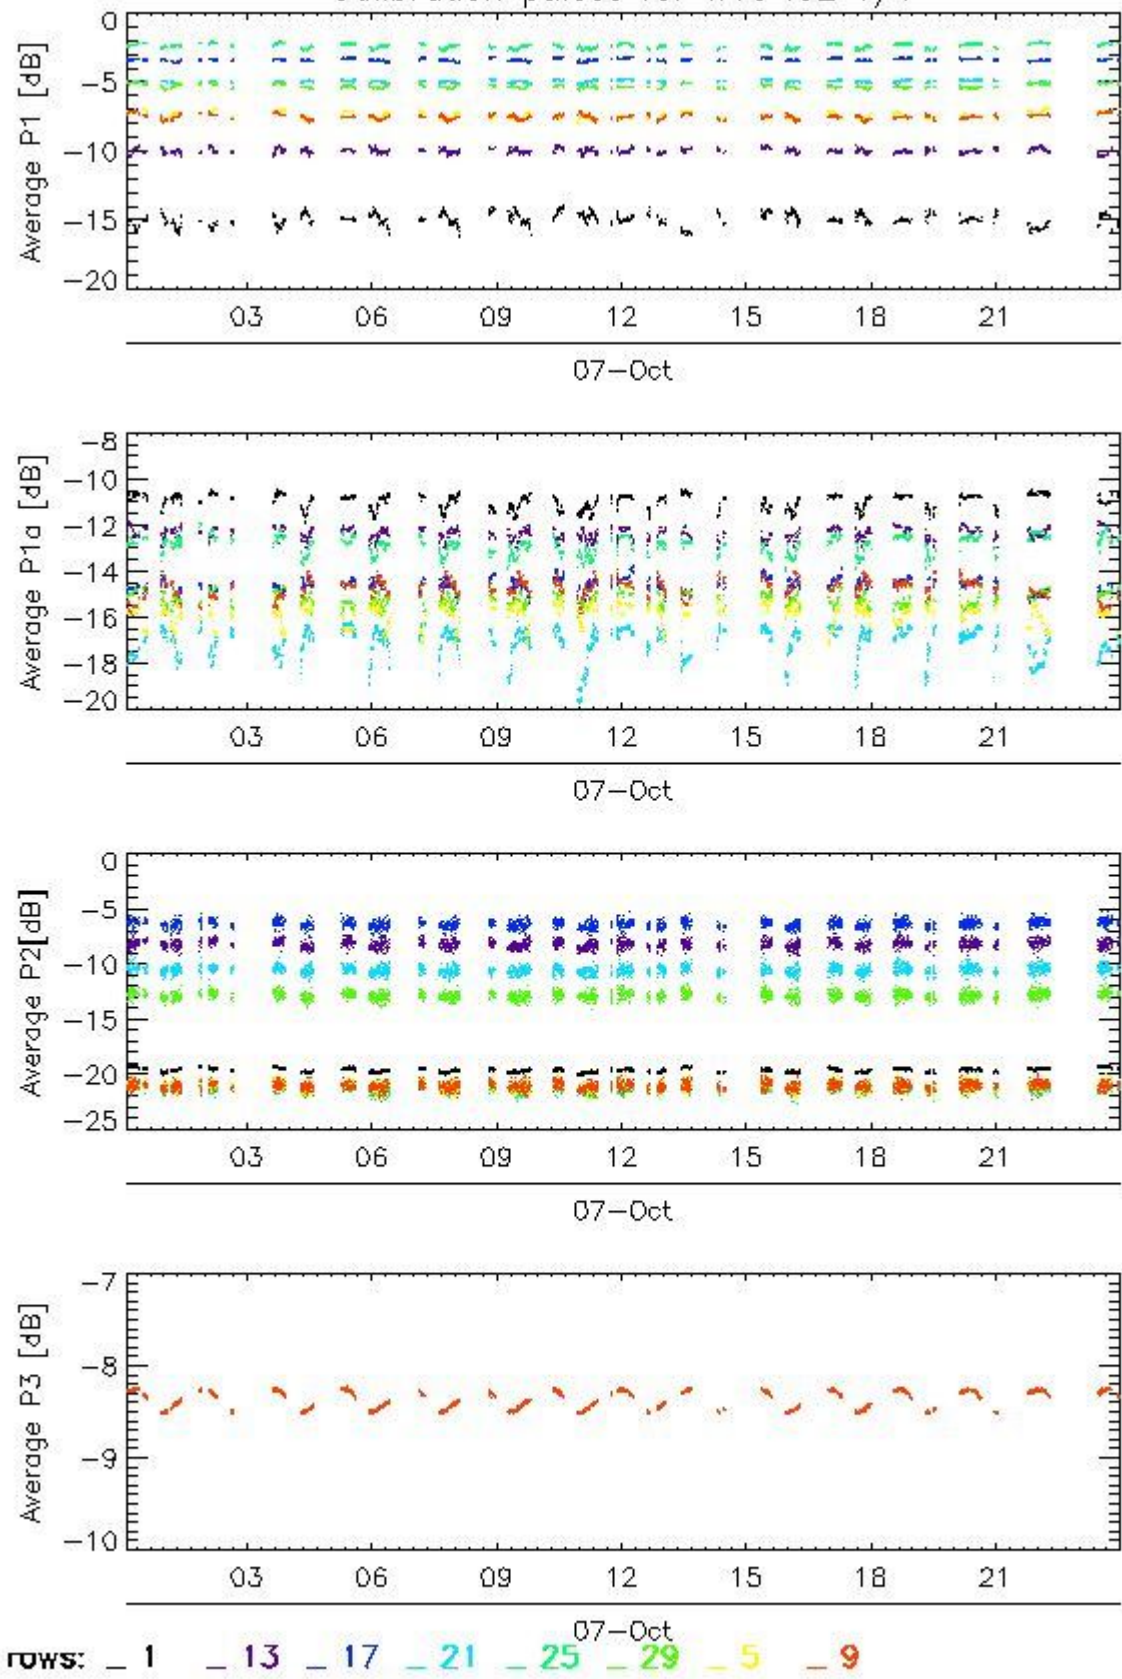 0
-5
-10
-15
-20
Average P1 [dB]
03 06 09 12 15 18 21
07-Oct
-8
-10
-12
-14
-16
-18
-20
Average P1a [dB]
03 06 09 12 15 18 21
07-Oct
0
-5
-10
-15
-20
-25
Average P2[dB]
03 06 09 12 15 18 21
07-Oct
-7
-8
-9
-10
Average P3 [dB]
03 06 09 12 15 18 21
07-Oct
rows: _ 1 _ 13 _ 17 _ 21 _ 25 _ 29 _ 5 _ 9